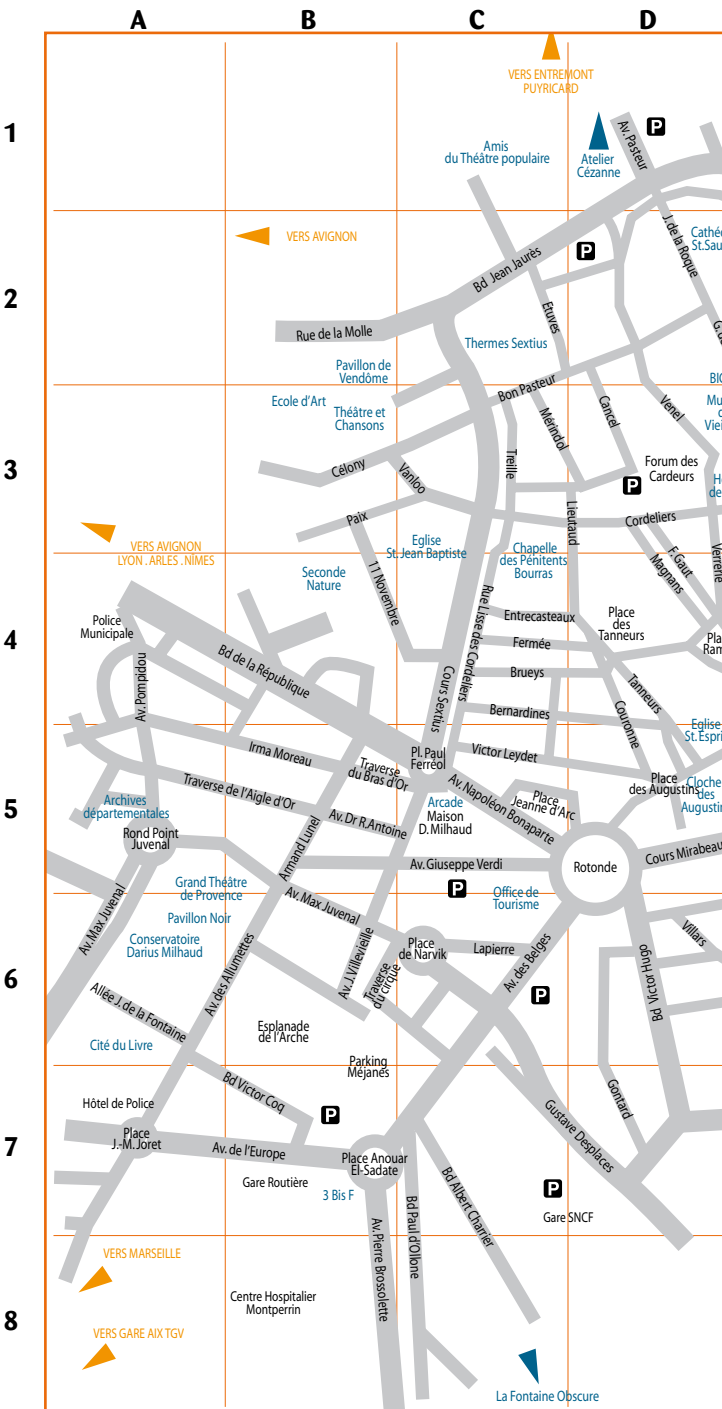 A B C D
1
2
3
4
5
6
7
8
VERS ENTREMONT
PUYRICARD
Av. Pasteur
P
Amis
du Théâtre populaire
Atelier
Cézanne
VERS AVIGNON
P
J. de la Roque
Bd Jean Jaurès
Etuves
Rue de la Molle
Thermes Sextius
Pavillon de
Vendôme
Bon Pasteur
Ecole d'Art
Théâtre et
Chansons
Mérindol
Cancel
Venel
Célony
Vanloo
Treille
Forum des
Cardeurs
P
Paix
Lieutaud
Cordeliers
VERS AVIGNON
LYON . ARLES . NÎMES
Eglise
St. Jean Baptiste
Chapelle
des Pénitents
Bourras
F. Gaut
Magnans
Verrerie
Seconde
Nature
11 Novembre
Police
Municipale
Rue Lisse des Cordeliers
Entrecasteaux
Place
des
Tanneurs
Fermée
Bd de la République
Av. Pompidou
Cours Sextius
Brueys
Tanneurs
Bernardines
Couronne
Irma Moreau
Traverse
du Bras d'Or
Pl. Paul
Ferréol
Victor Leydet
Traverse de l'Aigle d'Or
Av. Napoléon Bonaparte
Place
Jeanne d'Arc
Place
des Augustins
Archives
départementales
Arcade
Maison
D. Milhaud
Av. Dr R. Antoine
Armand Lunel
Rond Point
Juvenal
Av. Giuseppe Verdi
Rotonde
Cours Mirabeau
Grand Théâtre
de Provence
P
Office de
Tourisme
Av. Max Juvenal
Av. Max Juvenal
Pavillon Noir
Conservatoire
Darius Milhaud
Place
de Narvik
Lapierre
Av. des Belges
Villars
Av. des Allumettes
Av. J. Villevieille
Traverse
du cirque
Bd Victor Hugo
Allée J. de la Fontaine
P
Esplanade
de l'Arche
Cité du Livre
Parking
Méjanes
Bd Victor Coq
Hôtel de Police
P
Gontard
Gustave Desplaces
Place
J.-M. Joret
Av. de l'Europe
Place Anouar
El-Sadate
Gare Routière
3 Bis F
Bd Albert Charrier
P
Gare SNCF
Av. Pierre Brossolette
Bd Paul d'Ollone
VERS MARSEILLE
Centre Hospitalier
Montperrin
VERS GARE AIX TGV
La Fontaine Obscure